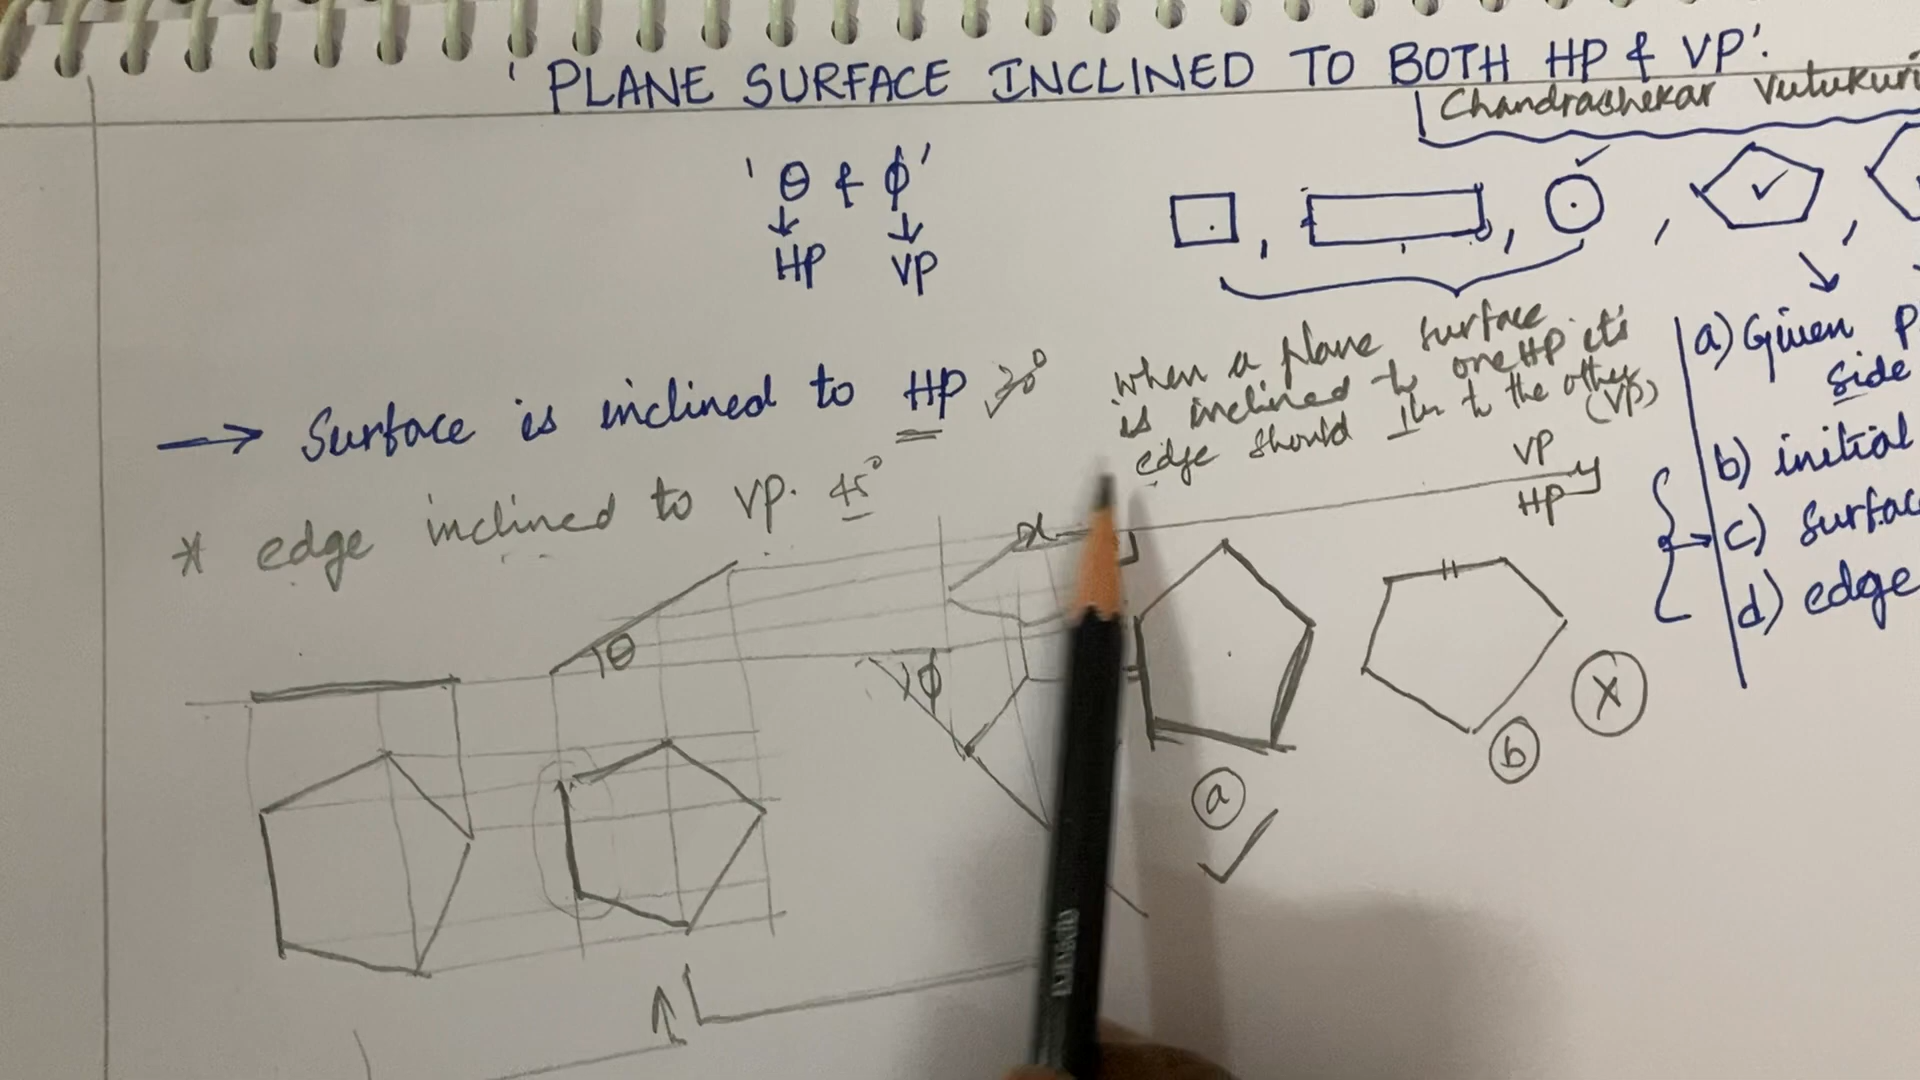 ' PLANE SURFACE INCLINED TO BOTH HP & VP'.
Chandrashekar Vutukuri
' θ & ϕ '
HP VP
→ Surface is inclined to HP 30°
* edge inclined to VP. 45°
when a plane surface
is inclined to one HP it's
edge should ⊥lar to the other
(VP)
VP
HP
a) Given P
side
b) initial
c) Surfac
d) edge
θ
ϕ
α
a
b
X